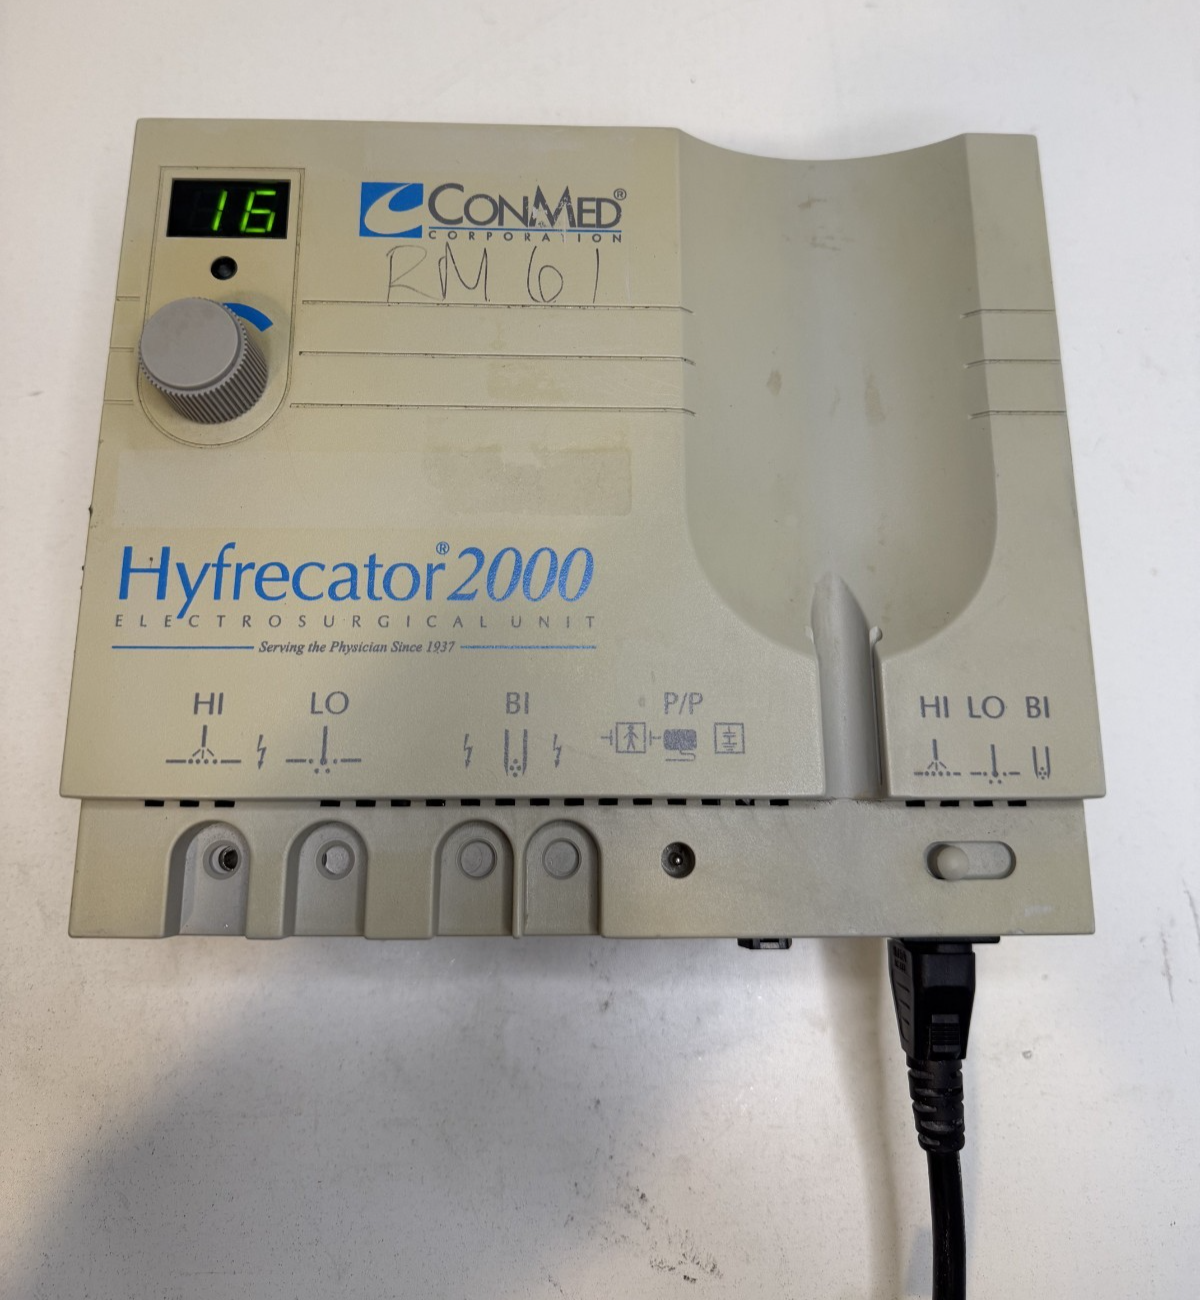 16
CONMED®
CORPORATION
RM 61
Hyfrecator® 2000
ELECTROSURGICAL UNIT
Serving the Physician Since 1937
HI LO BI P/P HI LO BI